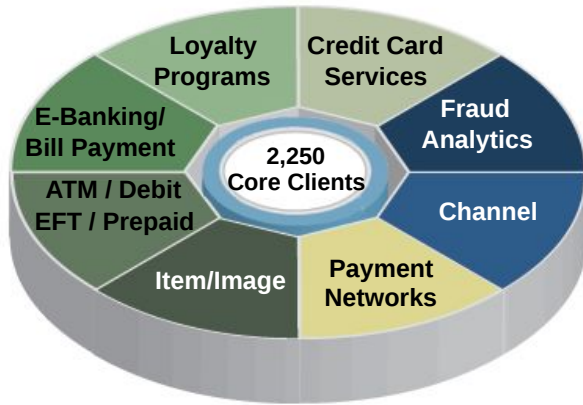 Loyalty
Programs
Credit Card
Services
E-Banking/
Bill Payment
Fraud
Analytics
2,250
Core Clients
ATM / Debit
EFT / Prepaid
Channel
Item/Image
Payment
Networks